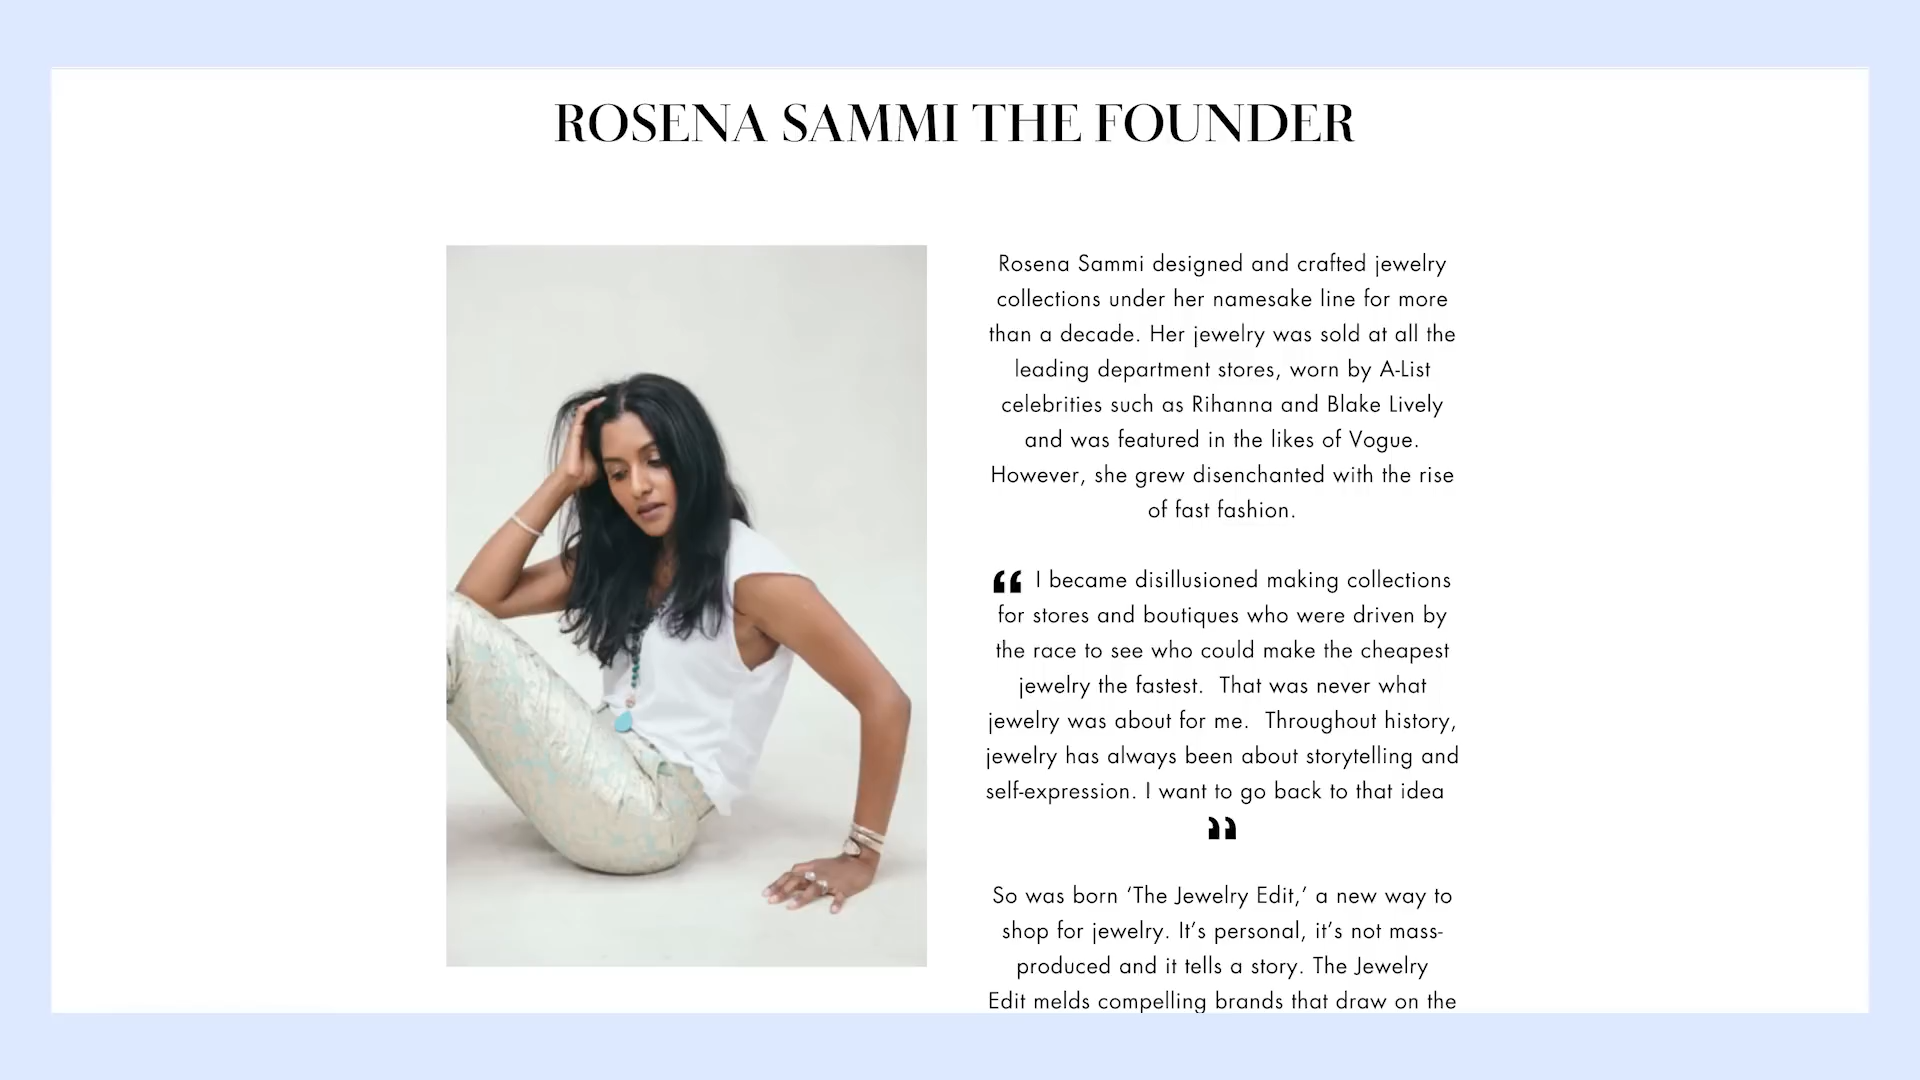 ROSENA SAMMI THE FOUNDER
Rosena Sammi designed and crafted jewelry
collections under her namesake line for more
than a decade. Her jewelry was sold at all the
leading department stores, worn by A-List
celebrities such as Rihanna and Blake Lively
and was featured in the likes of Vogue.
However, she grew disenchanted with the rise
of fast fashion.
“ I became disillusioned making collections
for stores and boutiques who were driven by
the race to see who could make the cheapest
jewelry the fastest.  That was never what
jewelry was about for me.  Throughout history,
jewelry has always been about storytelling and
self-expression. I want to go back to that idea
”
So was born ‘The Jewelry Edit,’ a new way to
shop for jewelry. It’s personal, it’s not mass-
produced and it tells a story. The Jewelry
Edit melds compelling brands that draw on the